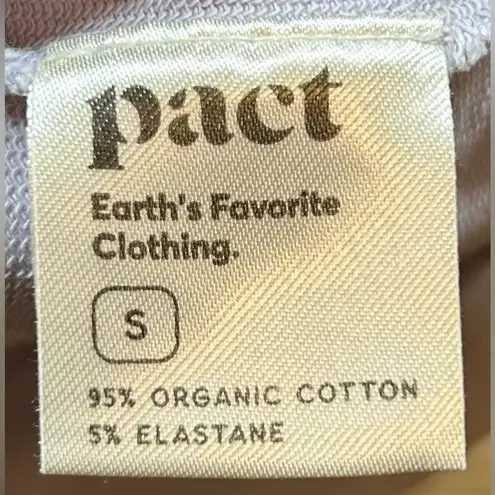 pact
Earth's Favorite
Clothing.
S
95% ORGANIC COTTON
5% ELASTANE